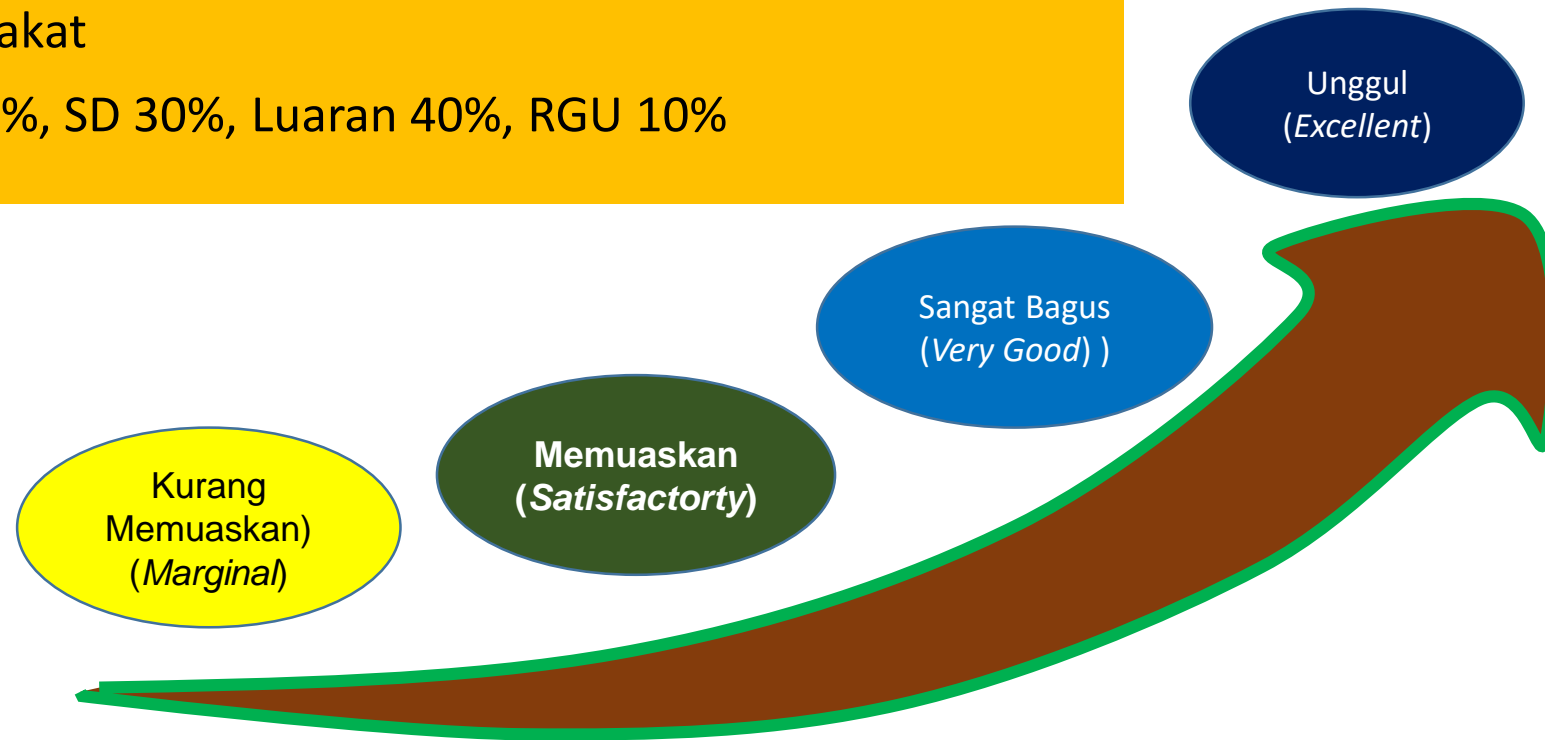 akat
%, SD 30%, Luaran 40%, RGU 10%
Unggul
(Excellent)
Sangat Bagus
(Very Good) )
Memuaskan
(Satisfactorty)
Kurang
Memuaskan)
(Marginal)